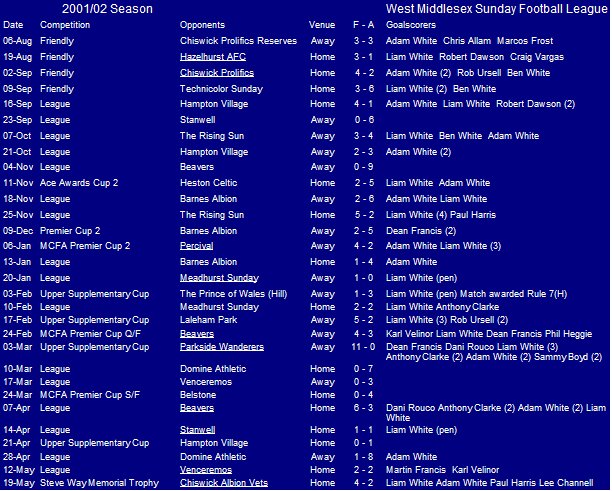 2001/02 Season West Middlesex Sunday Football League
Date Competition Opponents Venue F - A Goalscorers
06-Aug Friendly Chiswick Prolifics Reserves Away 3 - 3 Adam White Chris Allam Marcos Frost
19-Aug Friendly Hazelhurst AFC Home 3 - 1 Liam White Robert Dawson Craig Vargas
02-Sep Friendly Chiswick Prolifics Home 4 - 2 Adam White (2) Rob Ursell Ben White
09-Sep Friendly Technicolor Sunday Home 3 - 6 Liam White (2) Ben White
16-Sep League Hampton Village Home 4 - 1 Adam White Liam White Robert Dawson (2)
23-Sep League Stanwell Away 0 - 6
07-Oct League The Rising Sun Away 3 - 4 Liam White Ben White Adam White
21-Oct League Hampton Village Away 2 - 3 Adam White (2)
04-Nov League Beavers Away 0 - 9
11-Nov Ace Awards Cup 2 Heston Celtic Home 2 - 5 Liam White Adam White
18-Nov League Barnes Albion Away 2 - 6 Adam White Liam White
25-Nov League The Rising Sun Home 5 - 2 Liam White (4) Paul Harris
09-Dec Premier Cup 2 Barnes Albion Away 2 - 5 Dean Francis (2)
06-Jan MCFA Premier Cup 2 Percival Away 4 - 2 Adam White Liam White (3)
13-Jan League Barnes Albion Home 1 - 4 Adam White
20-Jan League Meadhurst Sunday Away 1 - 0 Liam White (pen)
03-Feb Upper Supplementary Cup The Prince of Wales (Hill) Away 1 - 3 Liam White (pen) Match awarded Rule 7(H)
10-Feb League Meadhurst Sunday Home 2 - 2 Liam White Anthony Clarke
17-Feb Upper Supplementary Cup Laleham Park Away 5 - 2 Liam White (3) Rob Ursell (2)
24-Feb MCFA Premier Cup Q/F Beavers Away 4 - 3 Karl Velinor Liam White Dean Francis Phil Heggie
03-Mar Upper Supplementary Cup Parkside Wanderers Away 11 - 0 Dean Francis Dani Rouco Liam White (3)
Anthony Clarke (2) Adam White (2) Sammy Boyd (2)
10-Mar League Domine Athletic Home 0 - 7
17-Mar League Venceremos Away 0 - 3
24-Mar MCFA Premier Cup S/F Belstone Home 0 - 4
07-Apr League Beavers Home 6 - 3 Dani Rouco Anthony Clarke (2) Adam White (2) Liam
White
14-Apr League Stanwell Home 1 - 1 Liam White (pen)
21-Apr Upper Supplementary Cup Hampton Village Home 0 - 1
28-Apr League Domine Athletic Away 1 - 8 Adam White
12-May League Venceremos Home 2 - 2 Martin Francis Karl Velinor
19-May Steve Way Memorial Trophy Chiswick Albion Vets Home 4 - 2 Liam White Adam White Paul Harris Lee Channell